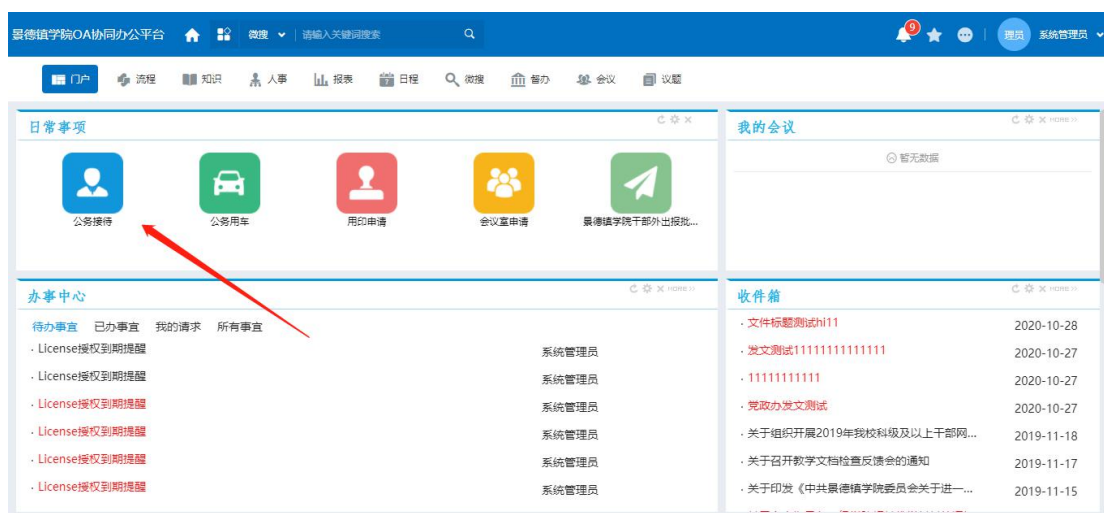 景德镇学院OA协同办公平台 微搜 请输入关键词搜索 9 理员 系统管理员
门户 流程 知识 人事 报表 日程 微搜 督办 会议 议题
日常事项
公务接待 公务用车 用印申请 会议室申请 景德镇学院干部外出报批...
我的会议 MORE>>
暂无数据
办事中心 MORE>>
待办事宜 已办事宜 我的请求 所有事宜
· License授权到期提醒 系统管理员
· License授权到期提醒 系统管理员
· License授权到期提醒 系统管理员
· License授权到期提醒 系统管理员
· License授权到期提醒 系统管理员
· License授权到期提醒 系统管理员
收件箱 MORE>>
· 文件标题测试hi11 2020-10-28
· 发文测试11111111111111 2020-10-27
· 11111111111 2020-10-27
· 党政办发文测试 2020-10-27
· 关于组织开展2019年我校科级及以上干部网... 2019-11-18
· 关于召开教学文档检查反馈会的通知 2019-11-17
· 关于印发《中共景德镇学院委员会关于进一... 2019-11-15